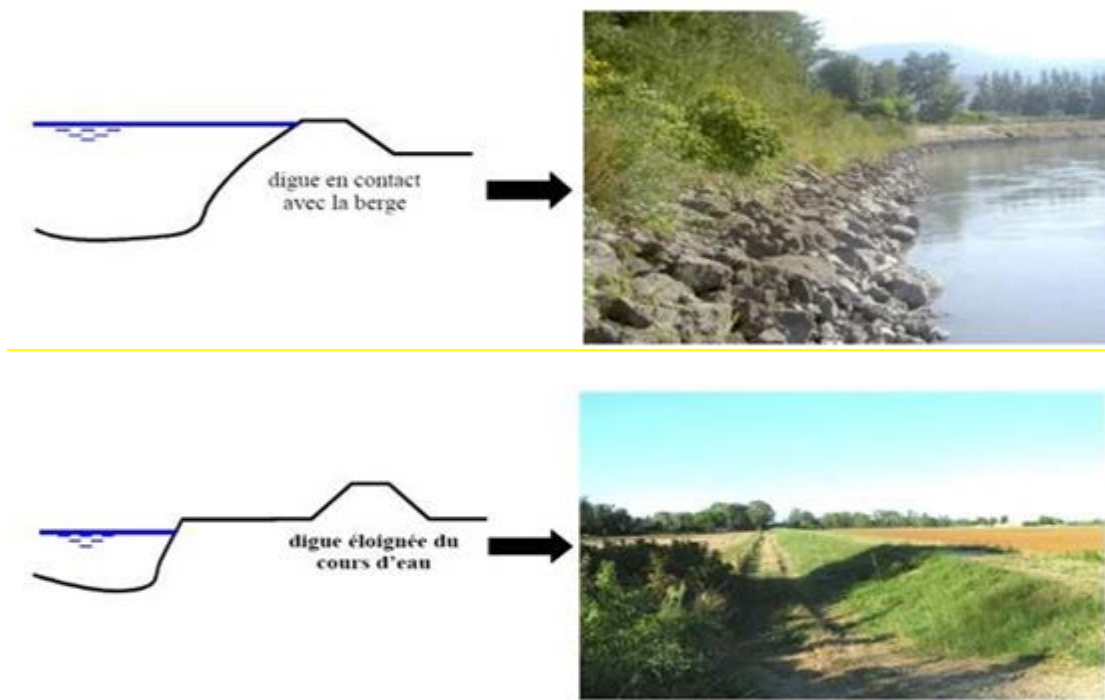 digue en contact
avec la berge
digue éloignée du
cours d'eau